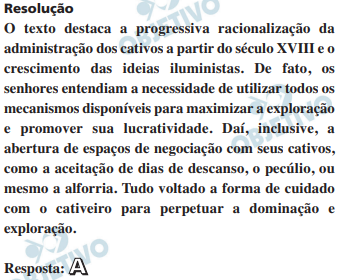 Resolução
O texto destaca a progressiva racionalização da
administração dos cativos a partir do século XVIII e o
crescimento das ideias iluministas. De fato, os
senhores entendiam a necessidade de utilizar todos os
mecanismos disponíveis para maximizar a exploração
e promover sua lucratividade. Daí, inclusive, a
abertura de espaços de negociação com seus cativos,
como a aceitação de dias de descanso, o pecúlio, ou
mesmo a alforria. Tudo voltado a forma de cuidado
com o cativeiro para perpetuar a dominação e
exploração.
Resposta: A
OBJETIVO
OBJETIVO
OBJETIVO